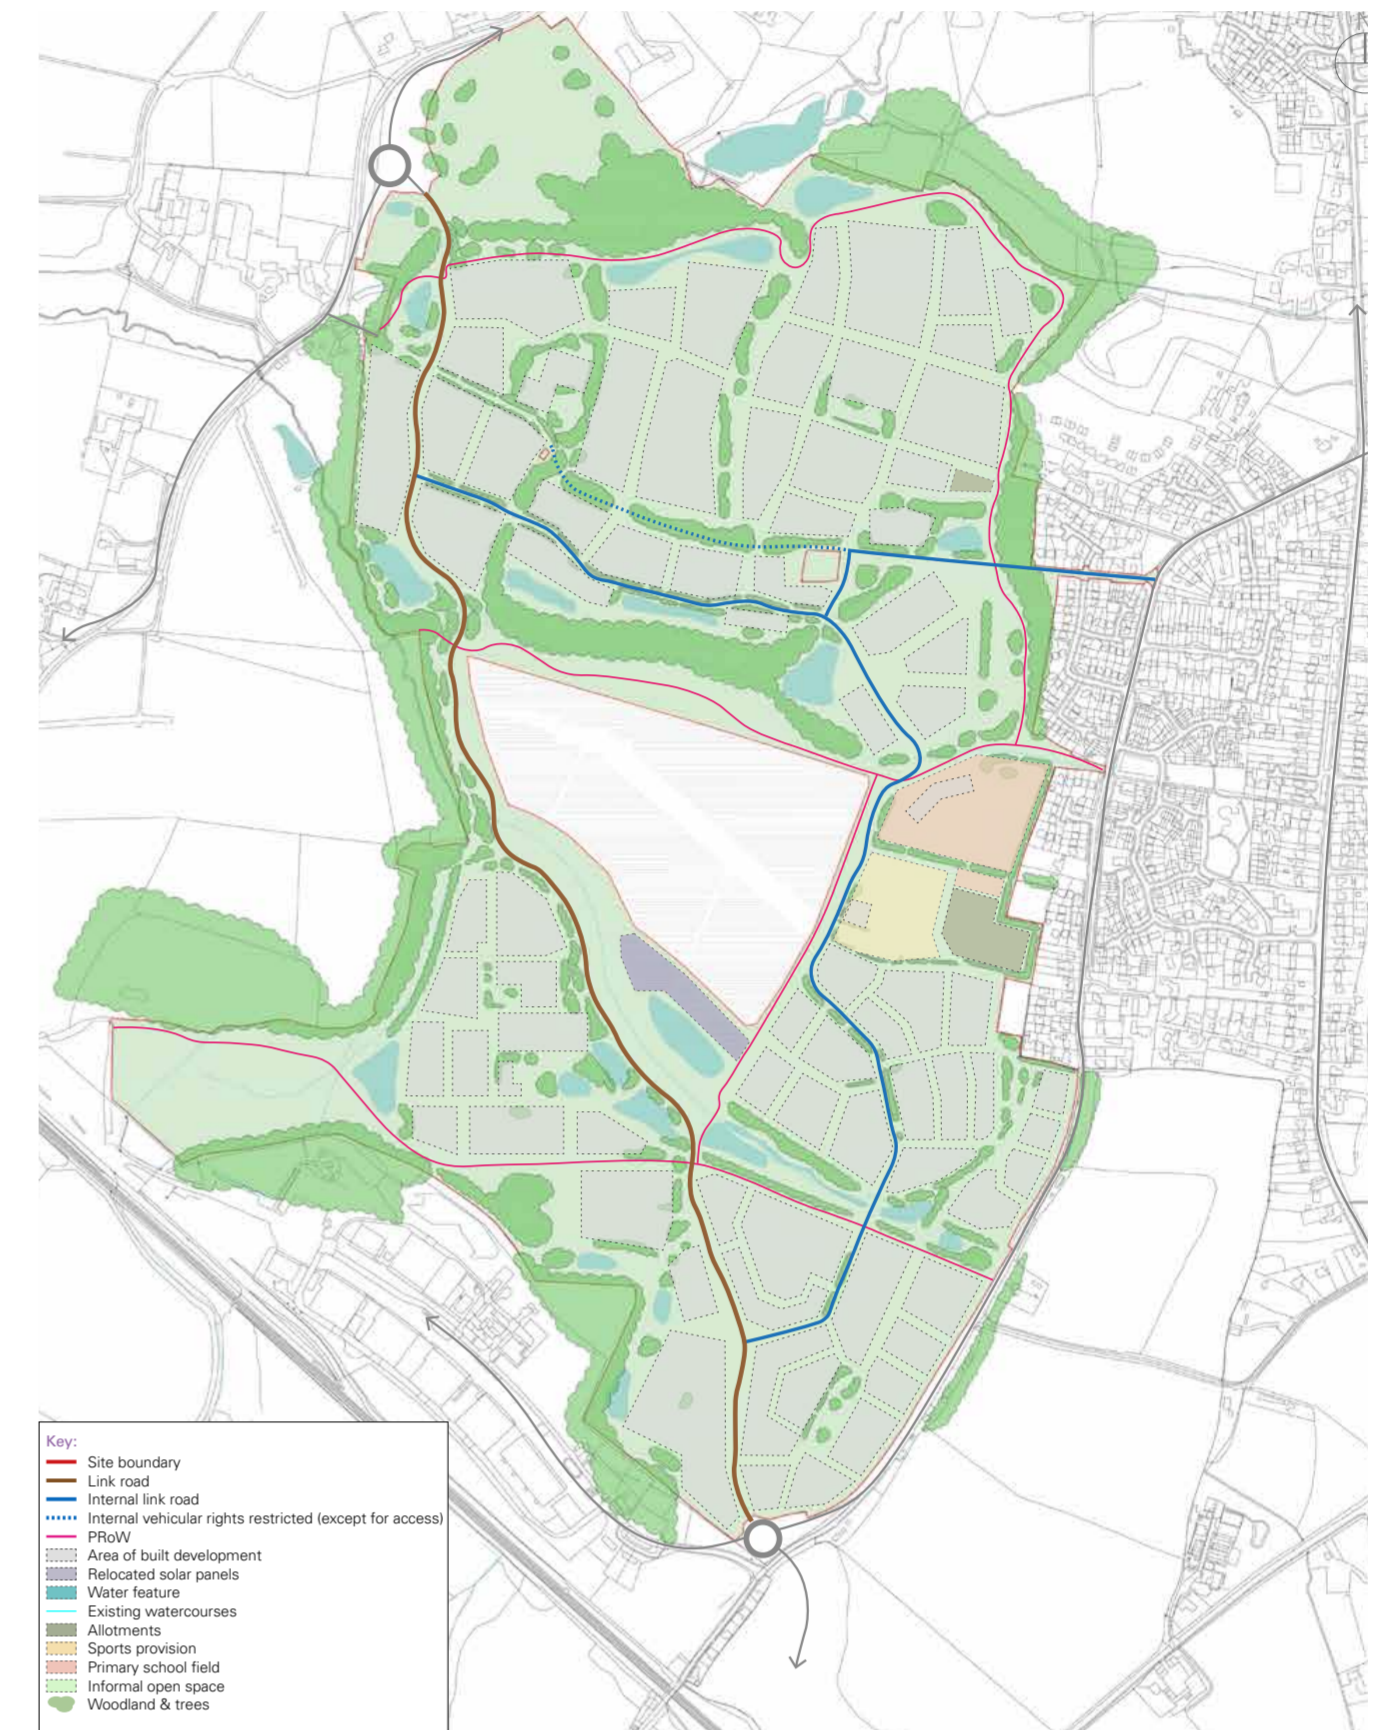 Key:
Site boundary
Link road
Internal link road
Internal vehicular rights restricted (except for access)
PRoW
Area of built development
Relocated solar panels
Water feature
Existing watercourses
Allotments
Sports provision
Primary school field
Informal open space
Woodland & trees